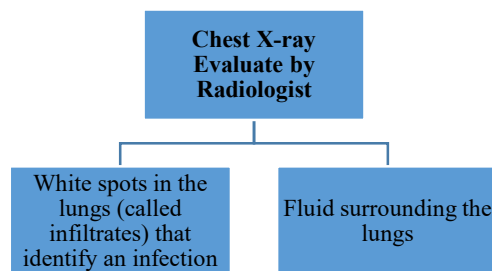 Chest X-ray
Evaluate by
Radiologist
White spots in the
lungs (called
infiltrates) that
identify an infection
Fluid surrounding the
lungs